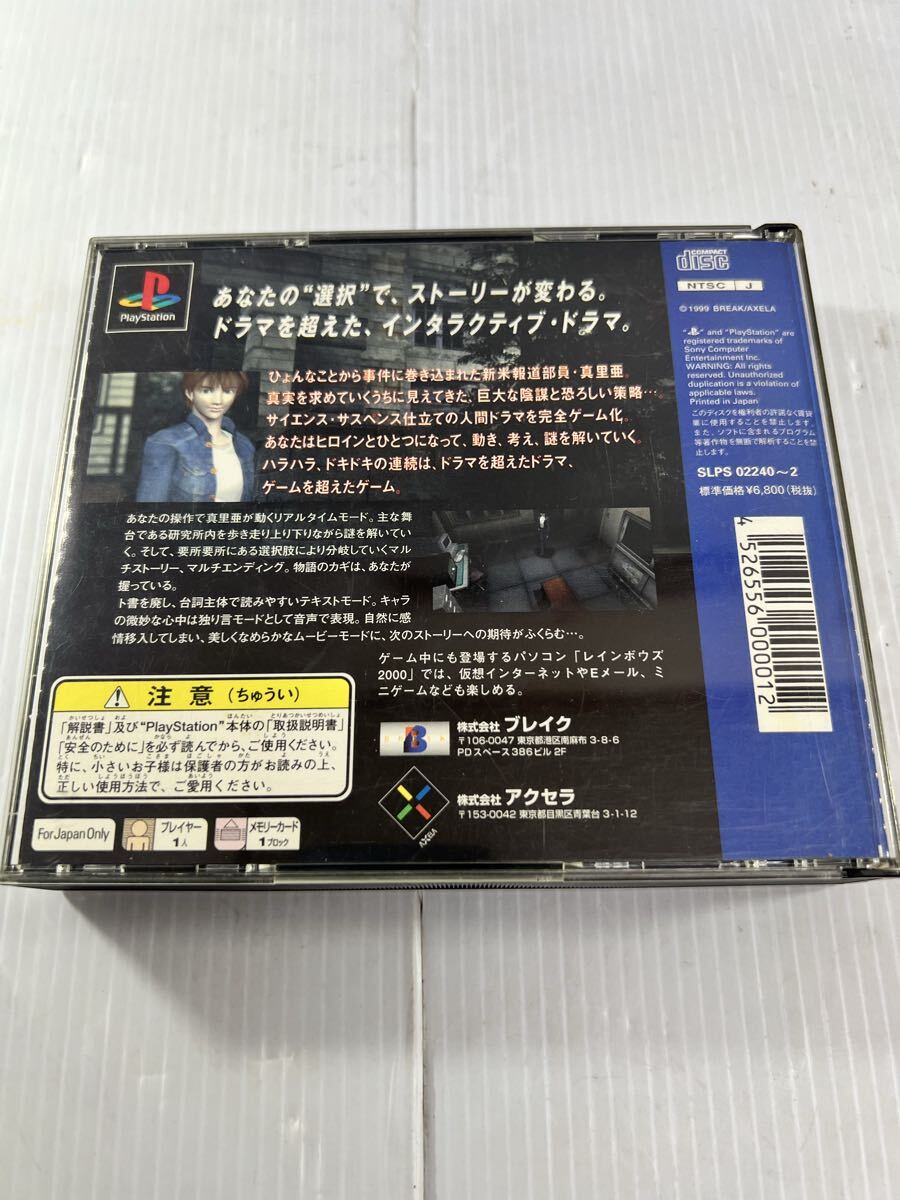 PlayStation
あなたの“選択”で、ストーリーが変わる。
ドラマを超えた、インタラクティブ・ドラマ。
ひょんなことから事件に巻き込まれた新米報道部員・真里亜。
真実を求めていくうちに見えてきた、巨大な陰謀と恐ろしい策略…。
サイエンス・サスペンス仕立ての人間ドラマを完全ゲーム化。
あなたはヒロインとひとつになって、動き、考え、謎を解いていく。
ハラハラ、ドキドキの連続は、ドラマを超えたドラマ、
ゲームを超えたゲーム。
あなたの操作で真里亜が動くリアルタイムモード。主な舞
台である研究所内を歩き走り上り下りながら謎を解いてい
く。そして、要所要所にある選択肢により分岐していくマル
チストーリー、マルチエンディング。物語のカギは、あなたが
握っている。
ト書を廃し、台詞主体で読みやすいテキストモード。キャラ
の微妙な心中は独り言モードとして音声で表現。自然に感
情移入してしまい、美しくなめらかなムービーモードに、次のストーリーへの期待がふくらむ…。
ゲーム中にも登場するパソコン「レインボウズ
2000」では、仮想インターネットやEメール、ミ
ニゲームなども楽しめる。
注意(ちゅうい)
「解説書」及び“PlayStation”本体の「取扱説明書」
「安全のために」を必ず読んでから、ご使用ください。
特に、小さいお子様は保護者の方がお読みの上、
正しい使用方法で、ご愛用ください。
For Japan Only
プレイヤー
1人
メモリーカード
1ブロック
株式会社 ブレイク
〒106-0047 東京都港区南麻布 3-8-6
PDスペース386ビル 2F
株式会社 アクセラ
〒153-0042 東京都目黒区青葉台 3-1-12
AXELA
COMPACT
disc
NTSC J
©1999 BREAK/AXELA
" " and "PlayStation" are
registered trademarks of
Sony Computer
Entertainment Inc.
WARNING: All rights
reserved. Unauthorized
duplication is a violation of
applicable laws.
Printed in Japan
このディスクを権利者の許諾なく賃貸
業に使用することを禁止します。
また、ソフトに含まれるプログラム
等著作物を無断で解析することを禁
止します。
SLPS 02240～2
標準価格¥6,800(税抜)
4 526556 000012